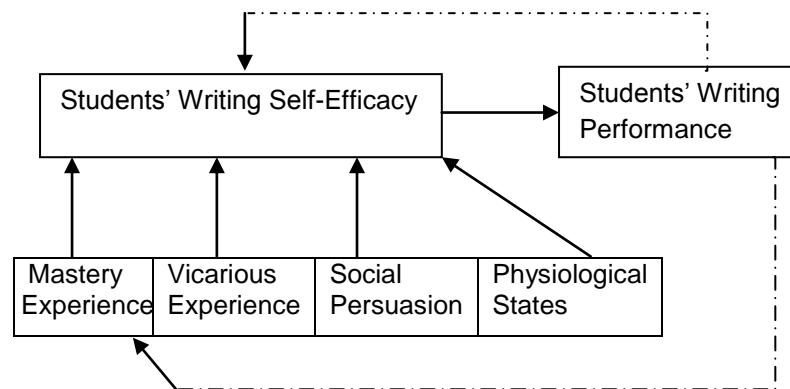 Students’ Writing Self-Efficacy
Students’ Writing
Performance
Mastery
Experience
Vicarious
Experience
Social
Persuasion
Physiological
States